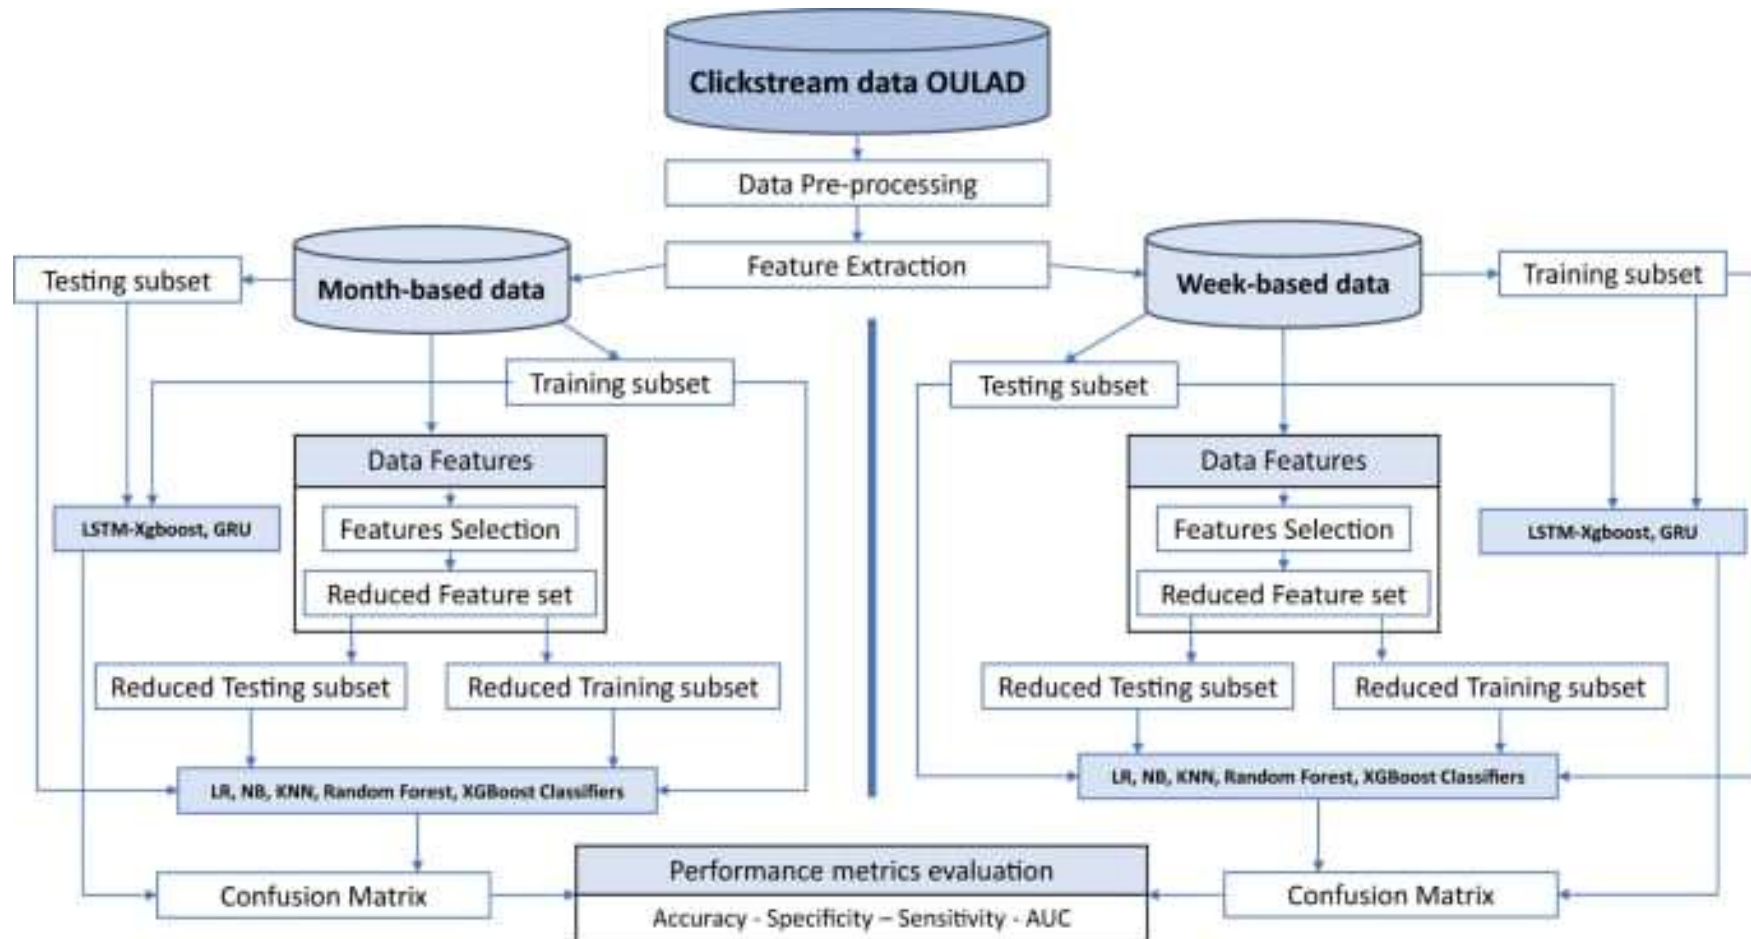 Clickstream data OULAD
Data Pre-processing
Feature Extraction
Testing subset
Month-based data
Training subset
Data Features
Features Selection
Reduced Feature set
LSTM-Xgboost, GRU
Reduced Testing subset
Reduced Training subset
LR, NB, KNN, Random Forest, XGBoost Classifiers
Confusion Matrix
Week-based data
Training subset
Testing subset
Data Features
Features Selection
Reduced Feature set
LSTM-Xgboost, GRU
Reduced Testing subset
Reduced Training subset
LR, NB, KNN, Random Forest, XGBoost Classifiers
Confusion Matrix
Performance metrics evaluation
Accuracy - Specificity – Sensitivity - AUC